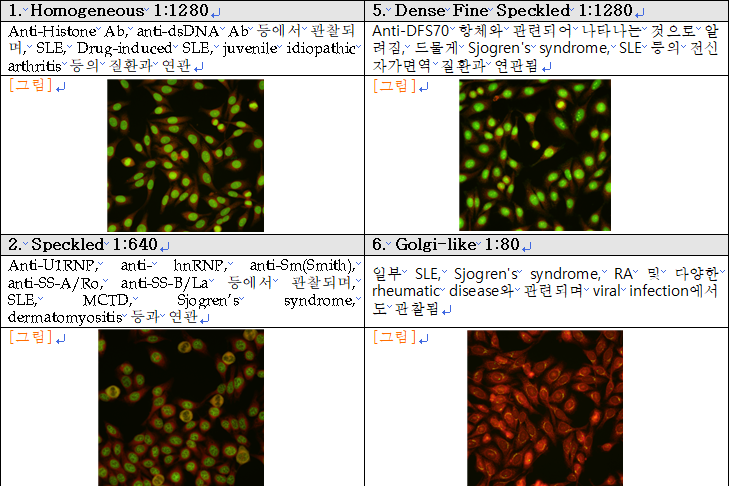 1. Homogeneous 1:1280
Anti-Histone Ab, anti-dsDNA Ab 등에서 관찰되
며, SLE, Drug-induced SLE, juvenile idiopathic
arthritis 등의 질환과 연관
[그림]
5. Dense Fine Speckled 1:1280
Anti-DFS70 항체와 관련되어 나타나는 것으로 알
려짐, 드물게 Sjogren's syndrome, SLE 등의 전신
자가면역 질환과 연관됨
[그림]
2. Speckled 1:640
Anti-U1RNP, anti- hnRNP, anti-Sm(Smith),
anti-SS-A/Ro, anti-SS-B/La 등에서 관찰되며,
SLE, MCTD, Sjogren's syndrome,
dermatomyositis 등과 연관
[그림]
6. Golgi-like 1:80
일부 SLE, Sjogren's syndrome, RA 및 다양한
rheumatic disease와 관련되며 viral infection에서
도 관찰됨
[그림]